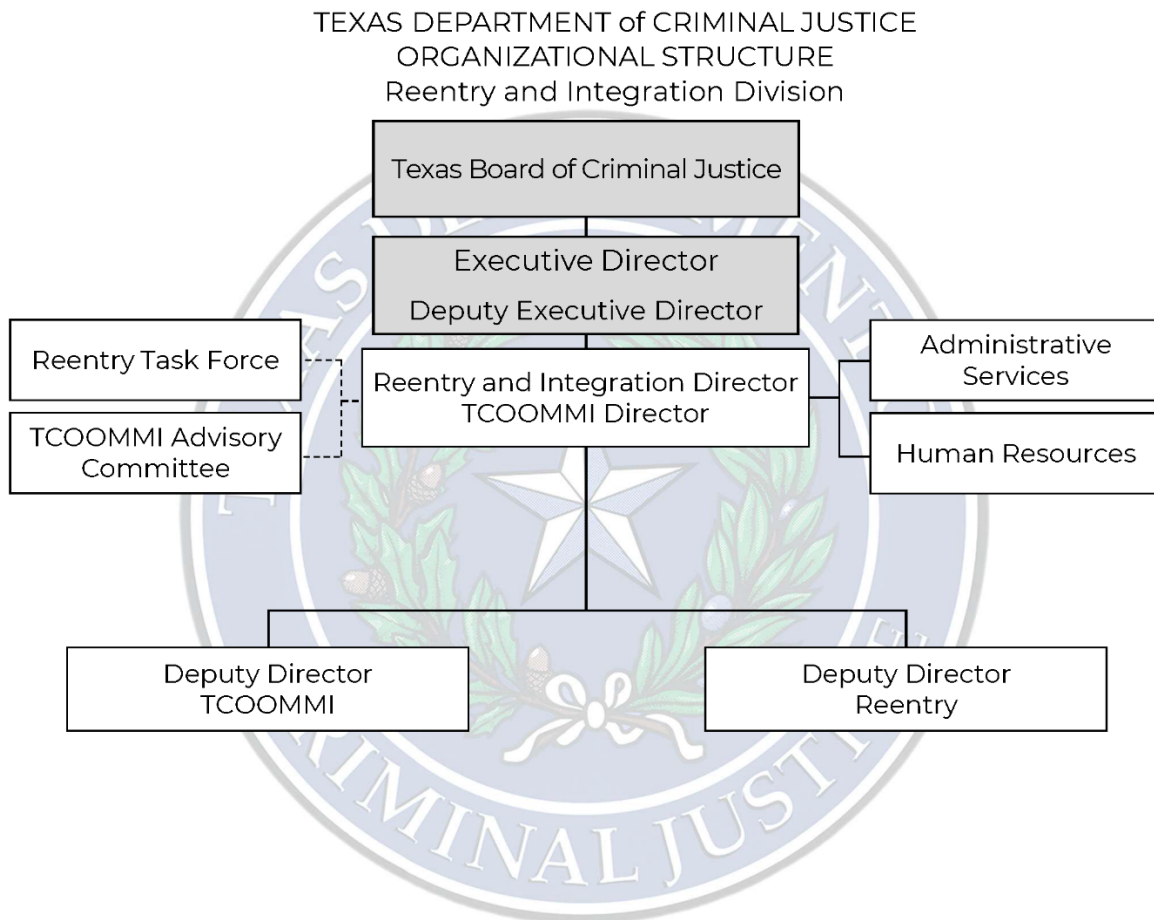 TEXAS DEPARTMENT of CRIMINAL JUSTICE
ORGANIZATIONAL STRUCTURE
Reentry and Integration Division
Texas Board of Criminal Justice
Executive Director
Deputy Executive Director
Reentry Task Force
TCOOMMI Advisory
Committee
Reentry and Integration Director
TCOOMMI Director
Administrative
Services
Human Resources
Deputy Director
TCOOMMI
Deputy Director
Reentry
CRIMINAL JUSTICE